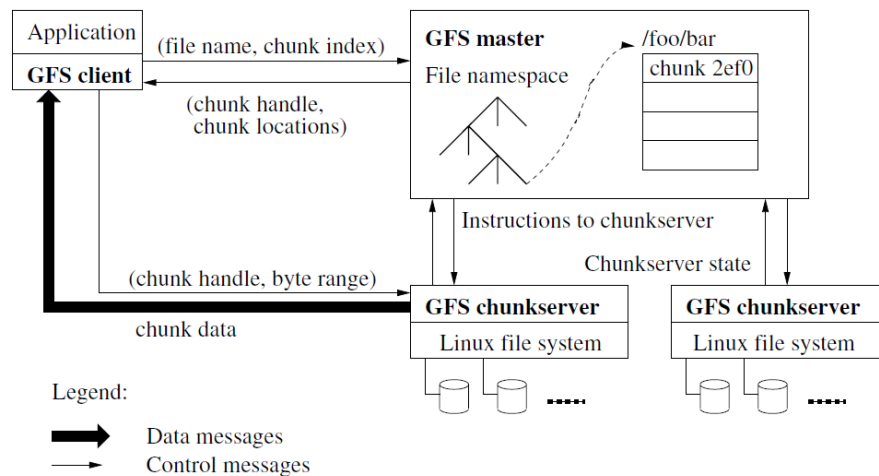 Application
GFS client
(file name, chunk index)
(chunk handle,
chunk locations)
GFS master
File namespace
/foo/bar
chunk 2ef0
Instructions to chunkserver
Chunkserver state
(chunk handle, byte range)
chunk data
GFS chunkserver
Linux file system
GFS chunkserver
Linux file system
Legend:
Data messages
Control messages